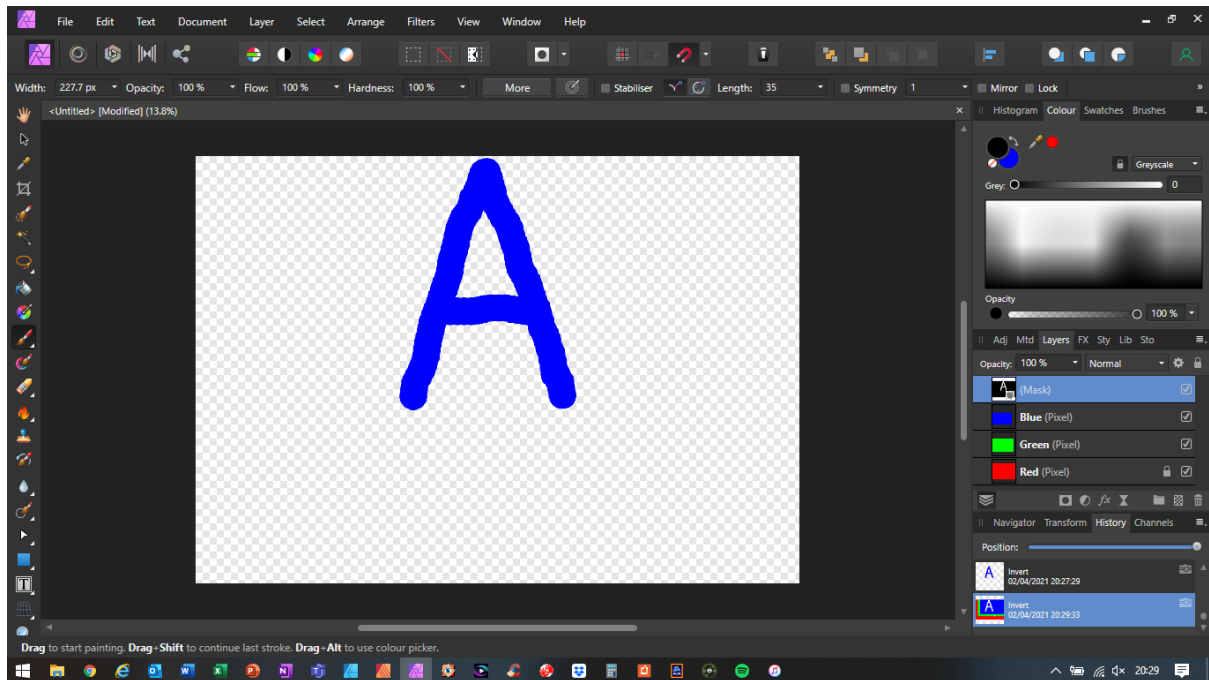 File Edit Text Document Layer Select Arrange Filters View Window Help
Width: 227.7 px Opacity: 100 % Flow: 100 % Hardness: 100 % More Stabiliser Length: 35 Symmetry 1 Mirror Lock »
<Untitled> [Modified] (13.8%)
Histogram Colour Swatches Brushes
Greyscale
Grey: 0
Opacity
100 %
Adj Mtd Layers FX Sty Lib Sto
Opacity: 100 % Normal
(Mask)
Blue (Pixel)
Green (Pixel)
Red (Pixel)
fx
Navigator Transform History Channels
Position:
Invert
02/04/2021 20:27:29
Invert
02/04/2021 20:29:33
A
Drag to start painting. Drag+Shift to continue last stroke. Drag+Alt to use colour picker.
20:29